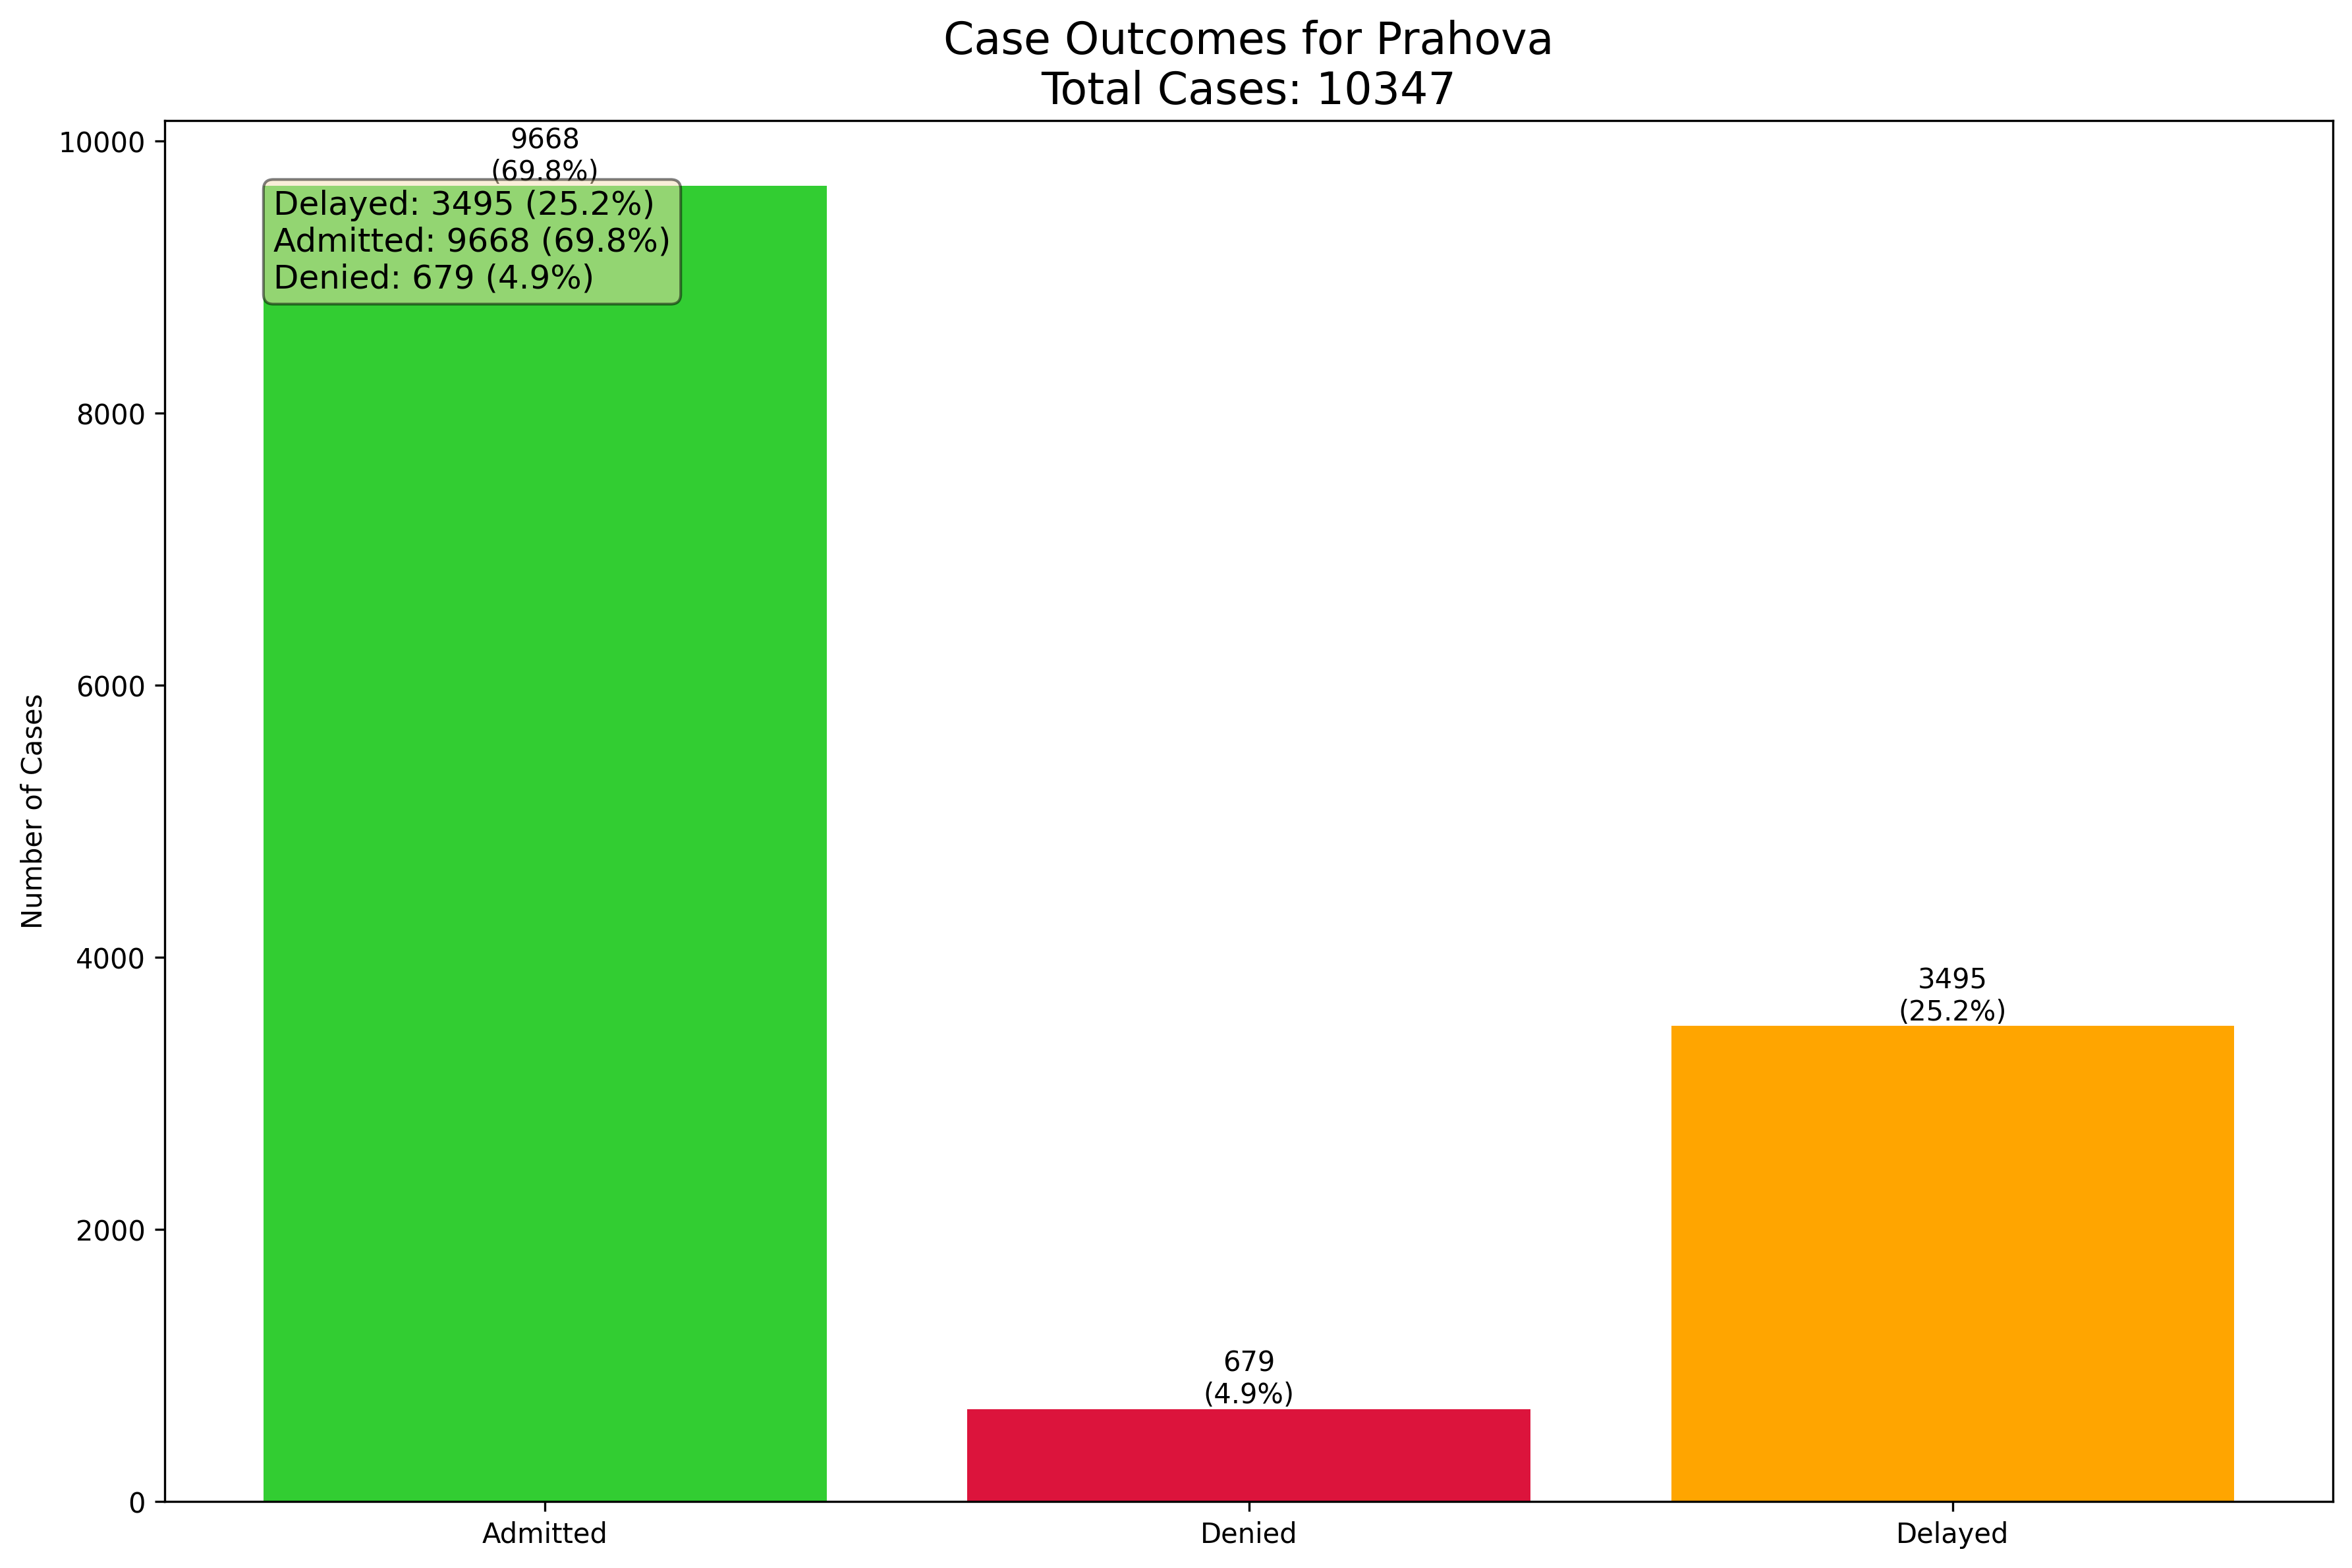 Case Outcomes for Prahova
Total Cases: 10347
10000
8000
6000
4000
2000
0
Number of Cases
9668
(69.8%)
Delayed: 3495 (25.2%)
Admitted: 9668 (69.8%)
Denied: 679 (4.9%)
679
(4.9%)
3495
(25.2%)
Admitted
Denied
Delayed